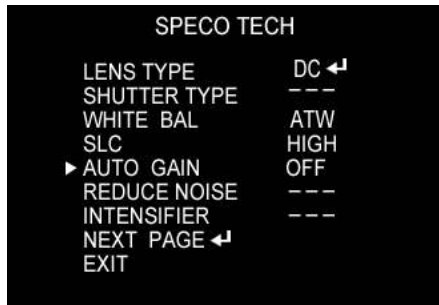 SPECO TECH
LENS TYPE DC ↵
SHUTTER TYPE - - -
WHITE BAL ATW
SLC HIGH
▶ AUTO GAIN OFF
REDUCE NOISE - - -
INTENSIFIER - - -
NEXT PAGE ↵
EXIT